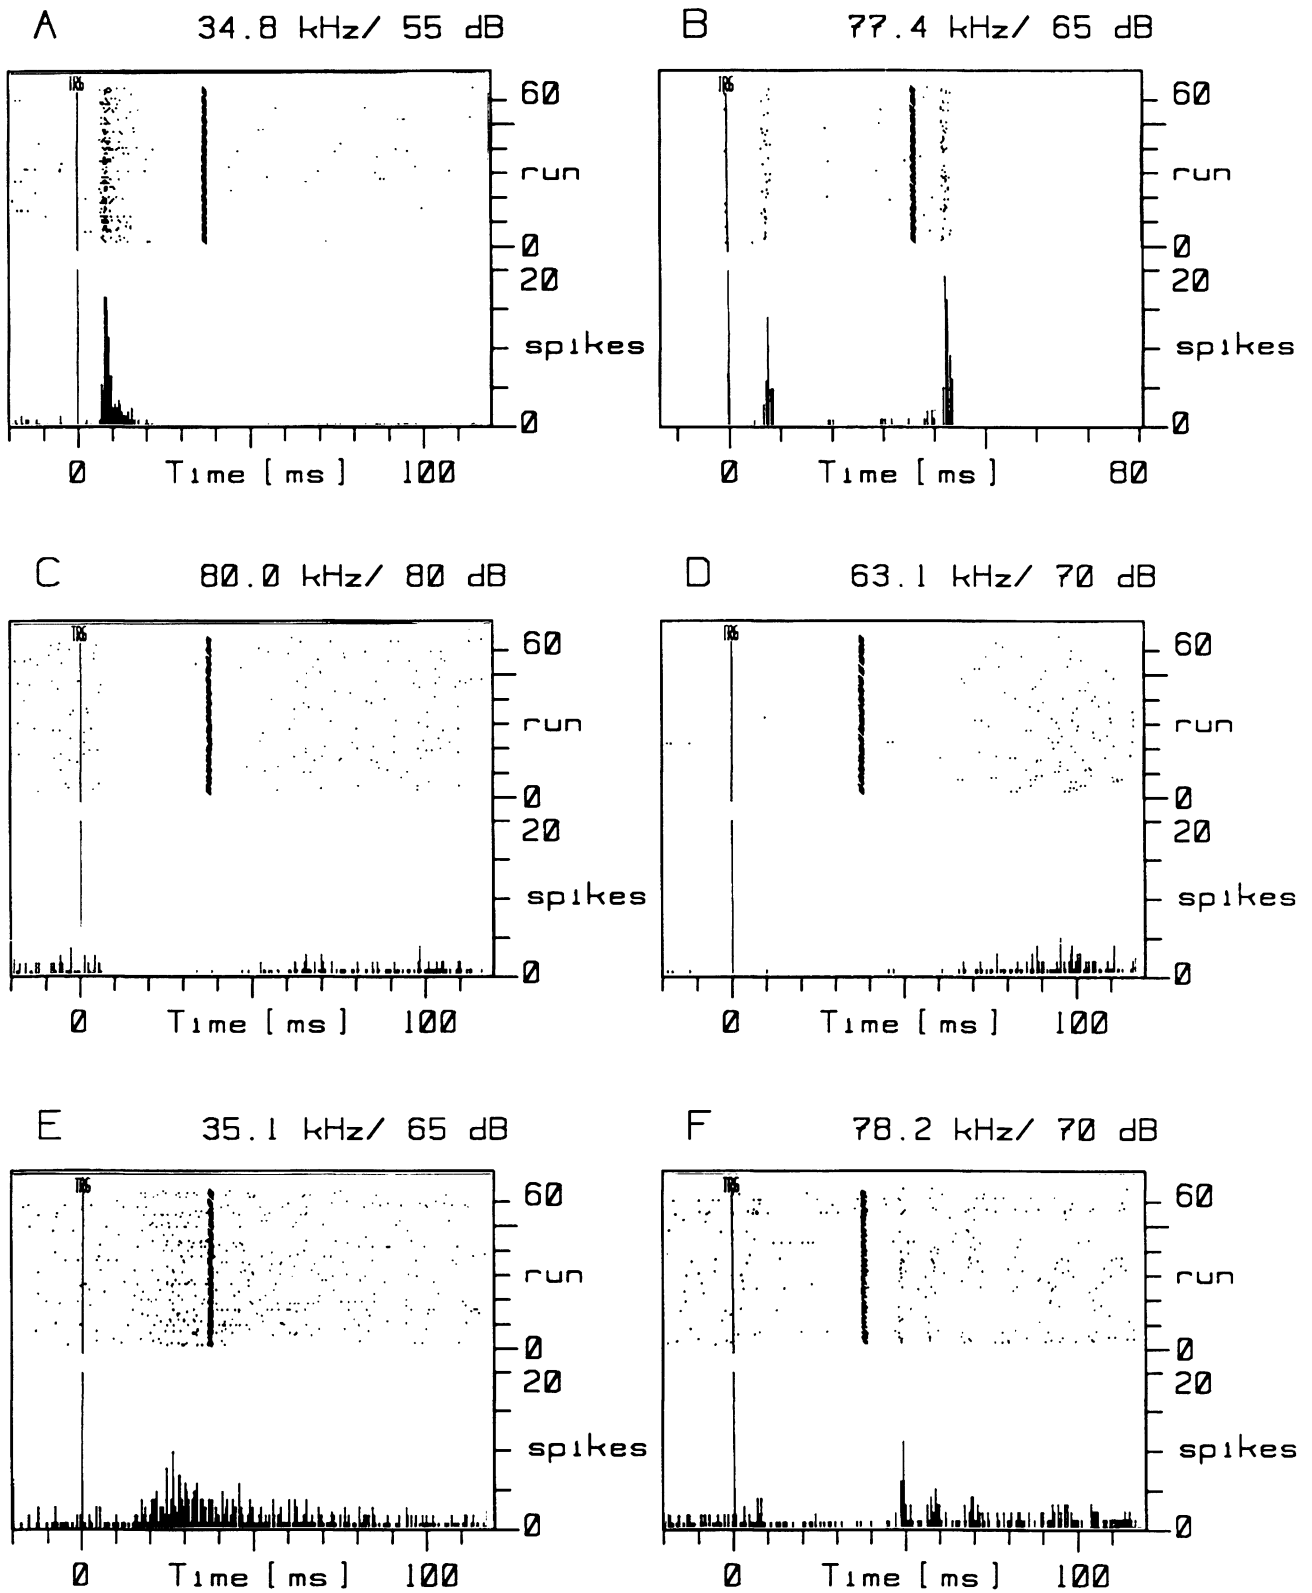 A 34.8 kHz/ 55 dB
TRG
60
run
0
20
spikes
0
0 Time [ms] 100
B 77.4 kHz/ 65 dB
TRG
60
run
0
20
spikes
0
0 Time [ms] 80
C 80.0 kHz/ 80 dB
TRG
60
run
0
20
spikes
0
0 Time [ms] 100
D 63.1 kHz/ 70 dB
TRG
60
run
0
20
spikes
0
0 Time [ms] 100
E 35.1 kHz/ 65 dB
TRG
60
run
0
20
spikes
0
0 Time [ms] 100
F 78.2 kHz/ 70 dB
TRG
60
run
0
20
spikes
0
0 Time [ms] 100